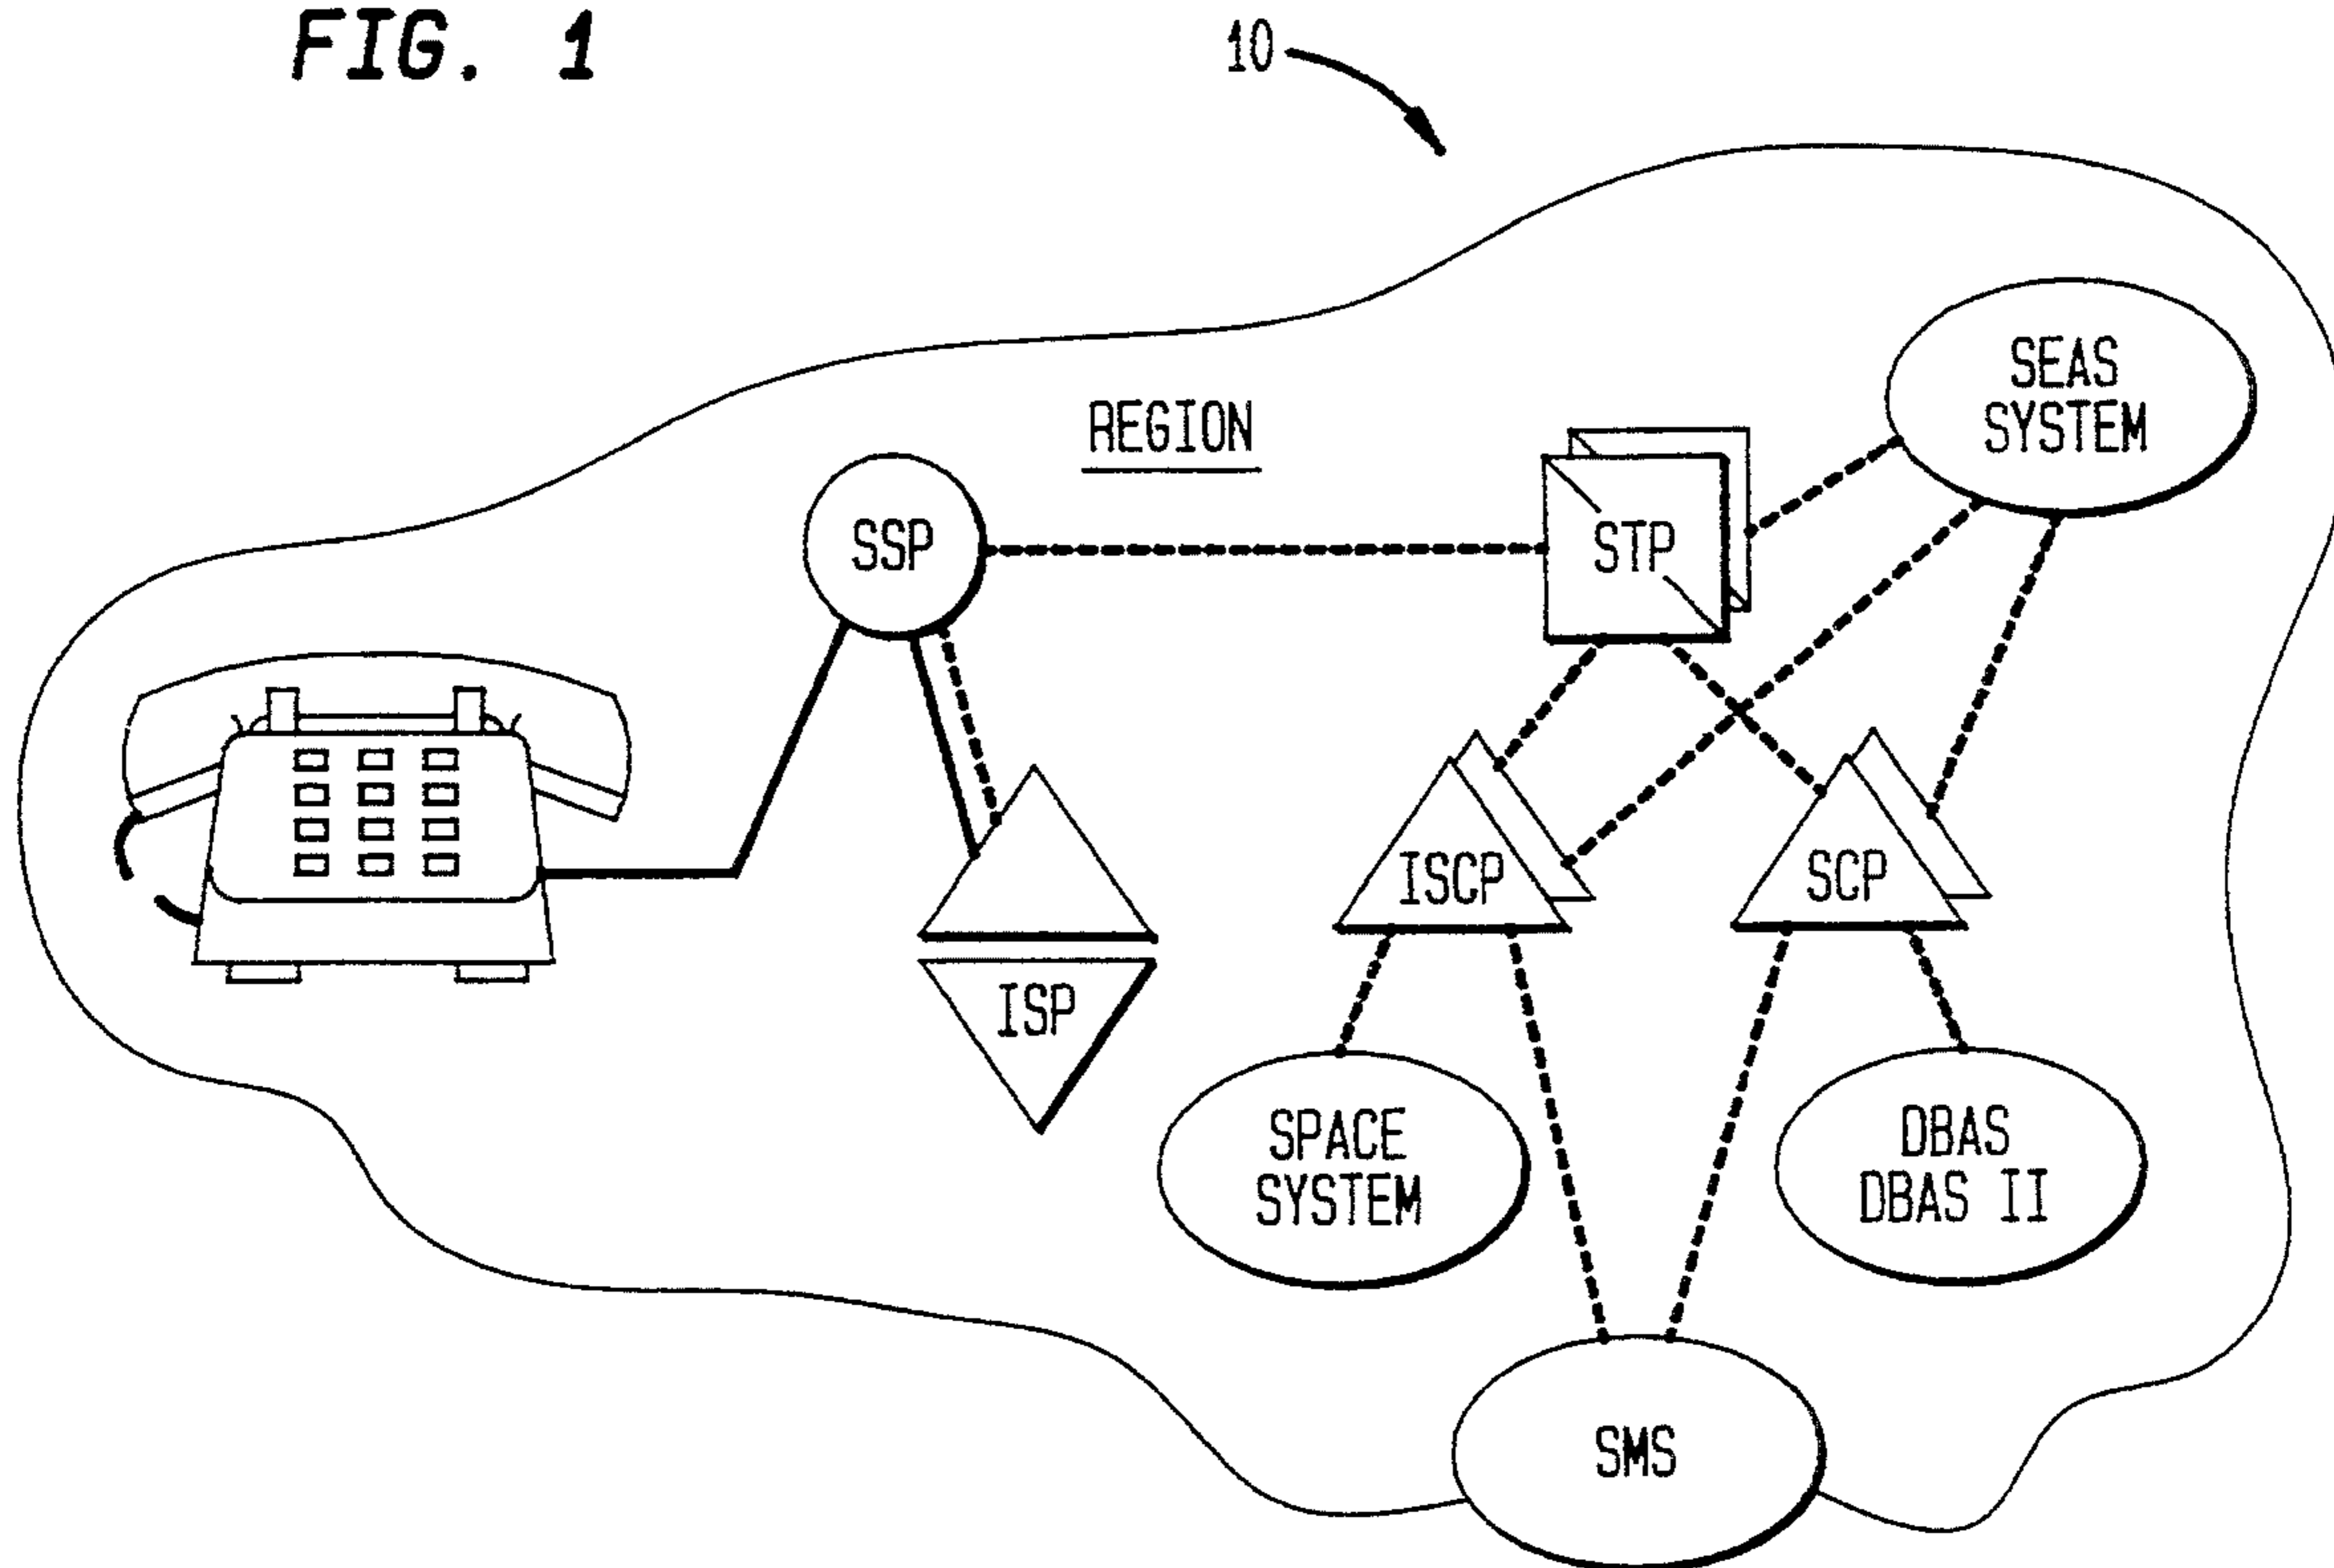 FIG. 1
10
SEAS
SYSTEM
REGION
SSP
STP
ISCP
SCP
ISP
SPACE
SYSTEM
DBAS
DBAS II
SMS